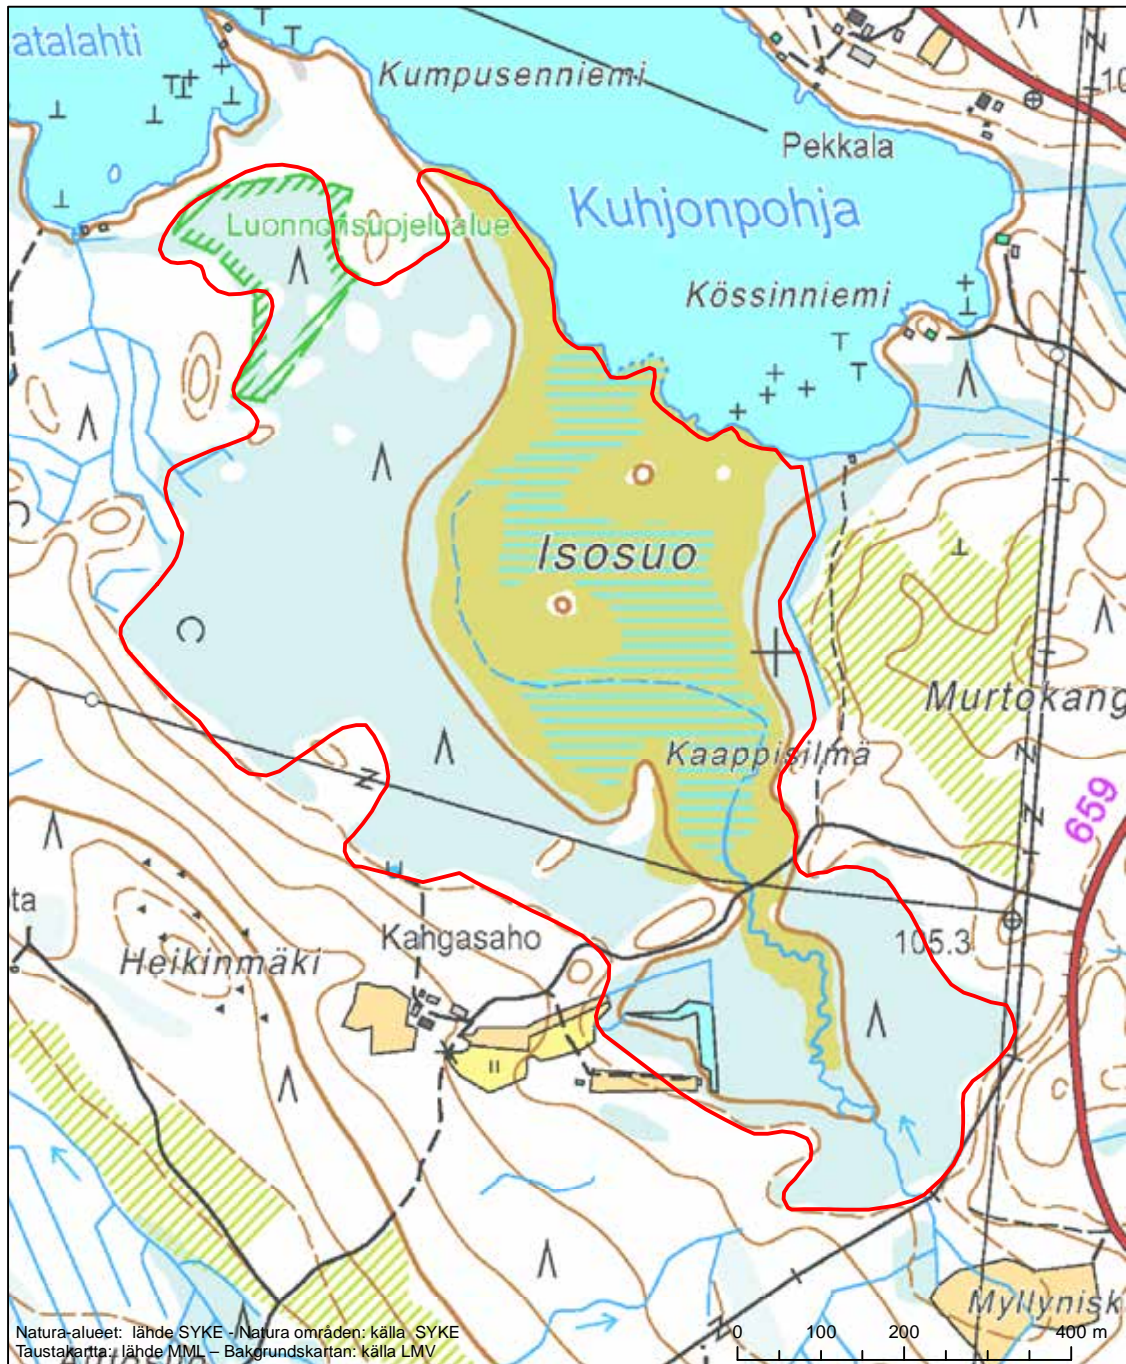 atalahti
Kumpusenniemi
Pekkala
Kuhjonpohja
Luonnonsuojelualue
Kössinniemi
Isosuo
Murtokang
Kaappisilmä
659
ta
Kangasaho
105.3
Heikinmäki
Myllynisk
Natura-alueet: lähde SYKE - Natura områden: källa SYKE
Taustakartta: lähde MML – Bakgrundskartan: källa LMV
0 100 200 400 m